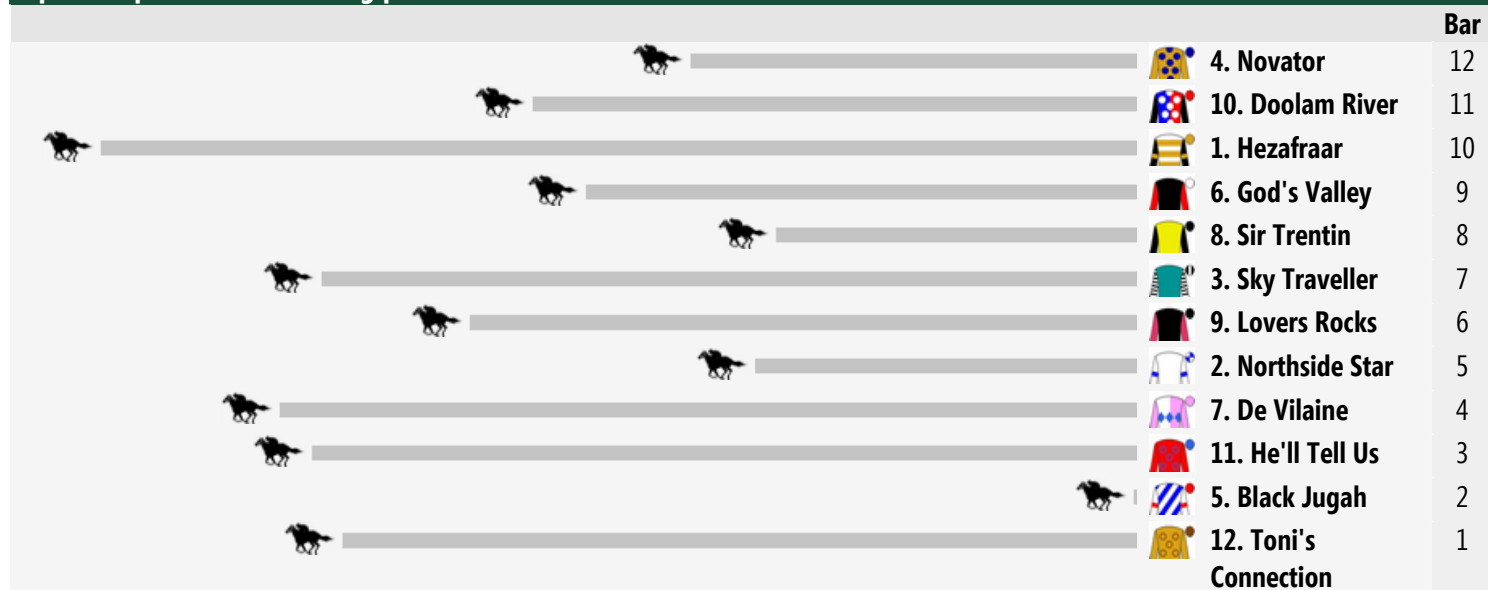 Bar
4. Novator 12
10. Doolam River 11
1. Hezafraar 10
6. God's Valley 9
8. Sir Trentin 8
3. Sky Traveller 7
9. Lovers Rocks 6
2. Northside Star 5
7. De Vilaine 4
11. He'll Tell Us 3
5. Black Jugah 2
12. Toni's 1
Connection